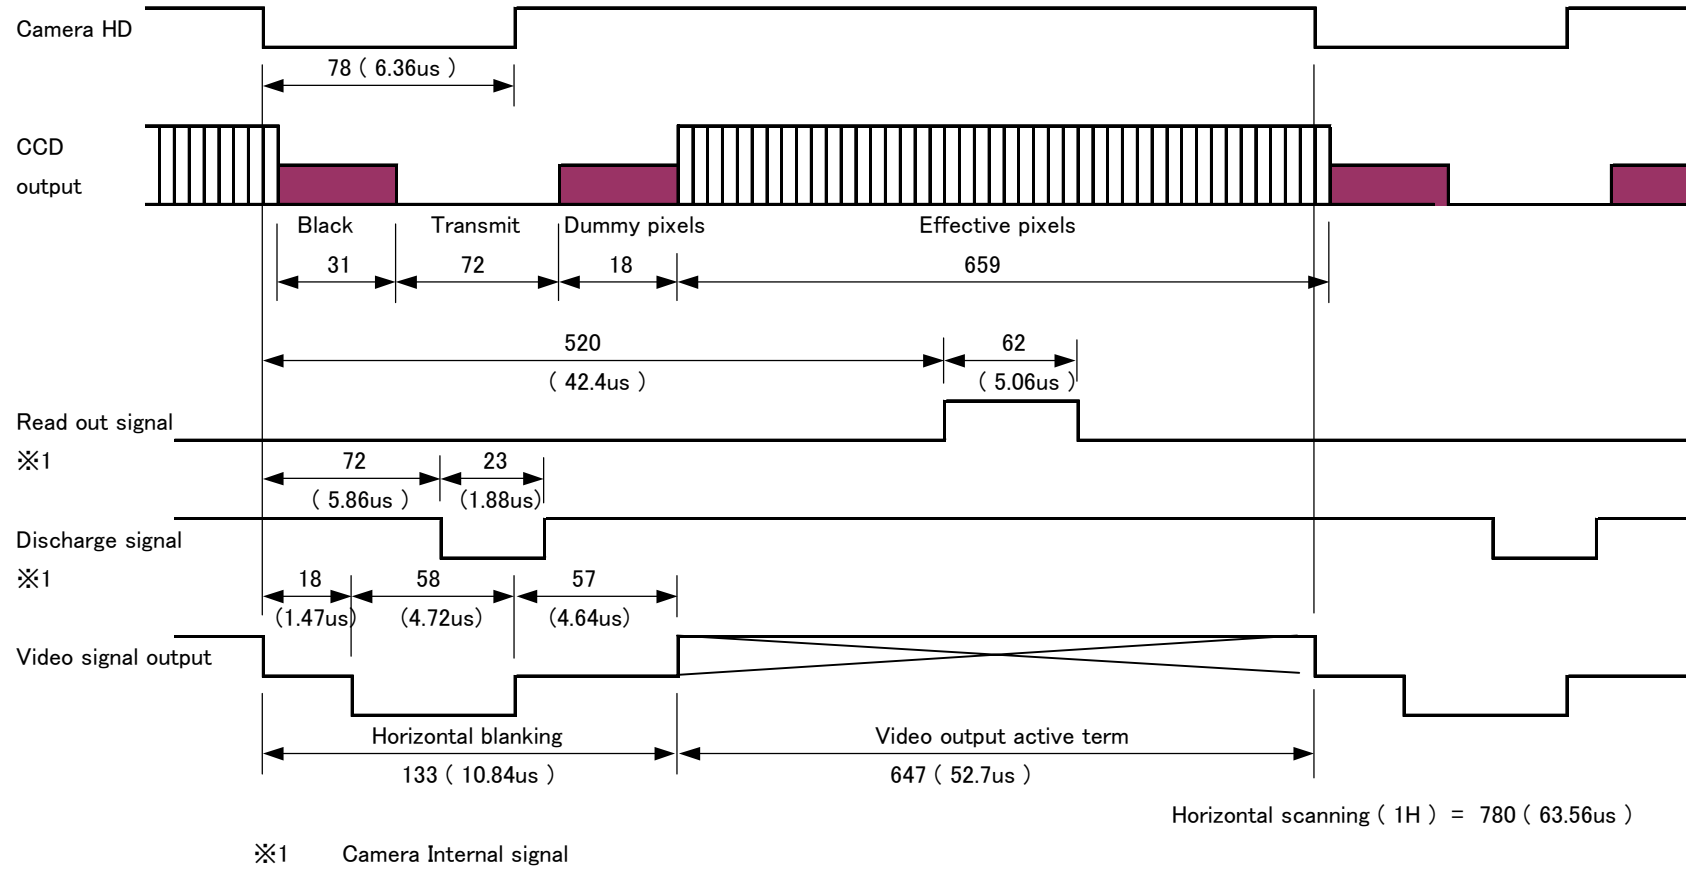 Camera HD
78 ( 6.36us )
CCD
output
Black Transmit Dummy pixels Effective pixels
31 72 18 659
520 62
( 42.4us ) ( 5.06us )
Read out signal
※1
72 23
( 5.86us ) (1.88us)
Discharge signal
※1
18 58 57
(1.47us) (4.72us) (4.64us)
Video signal output
Horizontal blanking Video output active term
133 ( 10.84us ) 647 ( 52.7us )
Horizontal scanning ( 1H ) = 780 ( 63.56us )
※1 Camera Internal signal